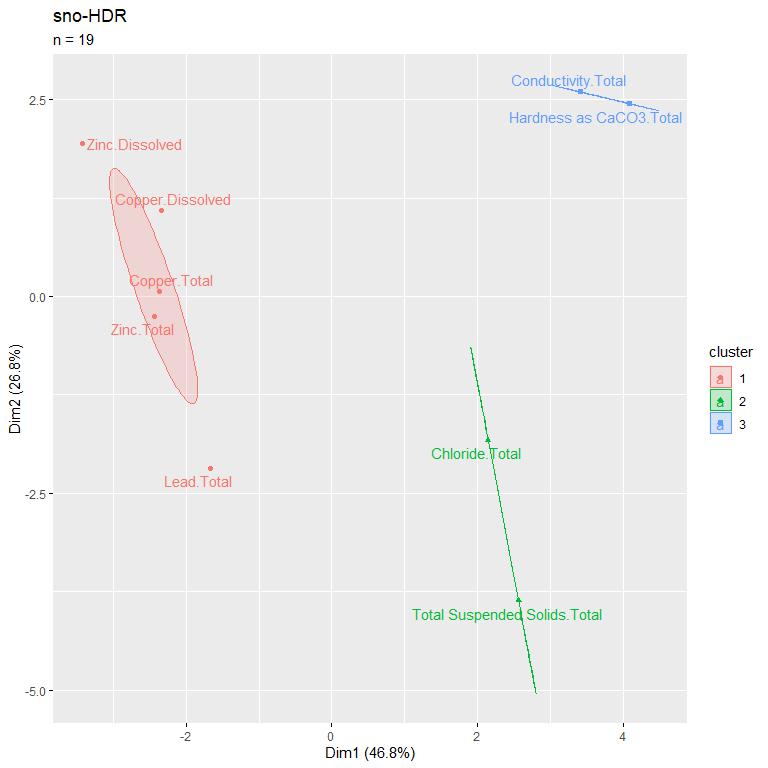 sno-HDR
n = 19
Conductivity.Total
Hardness as CaCO3.Total
Zinc.Dissolved
Copper.Dissolved
Copper.Total
Zinc.Total
Lead.Total
Chloride.Total
Total Suspended Solids.Total
2.5
0.0
-2.5
-5.0
Dim2 (26.8%)
-2
0
2
4
Dim1 (46.8%)
cluster
a 1
a 2
a 3